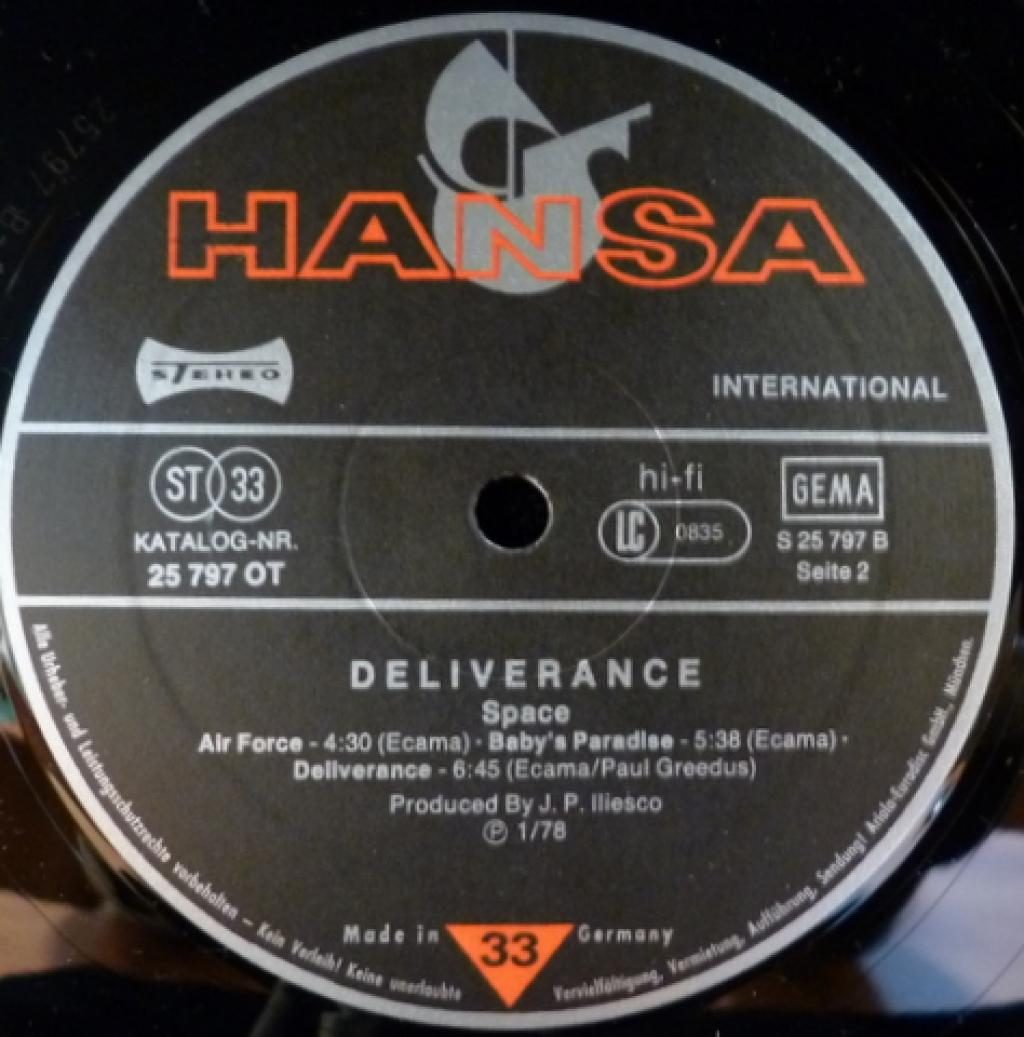 HANSA
STEREO
INTERNATIONAL
ST 33
KATALOG-NR.
25 797 OT
hi-fi
LC 0835
GEMA
S 25 797 B
Seite 2
DELIVERANCE
Space
Air Force - 4:30 (Ecama) · Baby's Paradise - 5:38 (Ecama) ·
Deliverance - 6:45 (Ecama/Paul Greedus)
Produced By J. P. Iliesco
℗ 1/78
Made in 33 Germany
Alle Urheber- und Leistungsschutzrechte vorbehalten – Kein Verleih! Keine unerlaubte Vervielfältigung, Vermietung, Aufführung, Sendung! Ariola-Eurodisc GmbH, München
25797 B